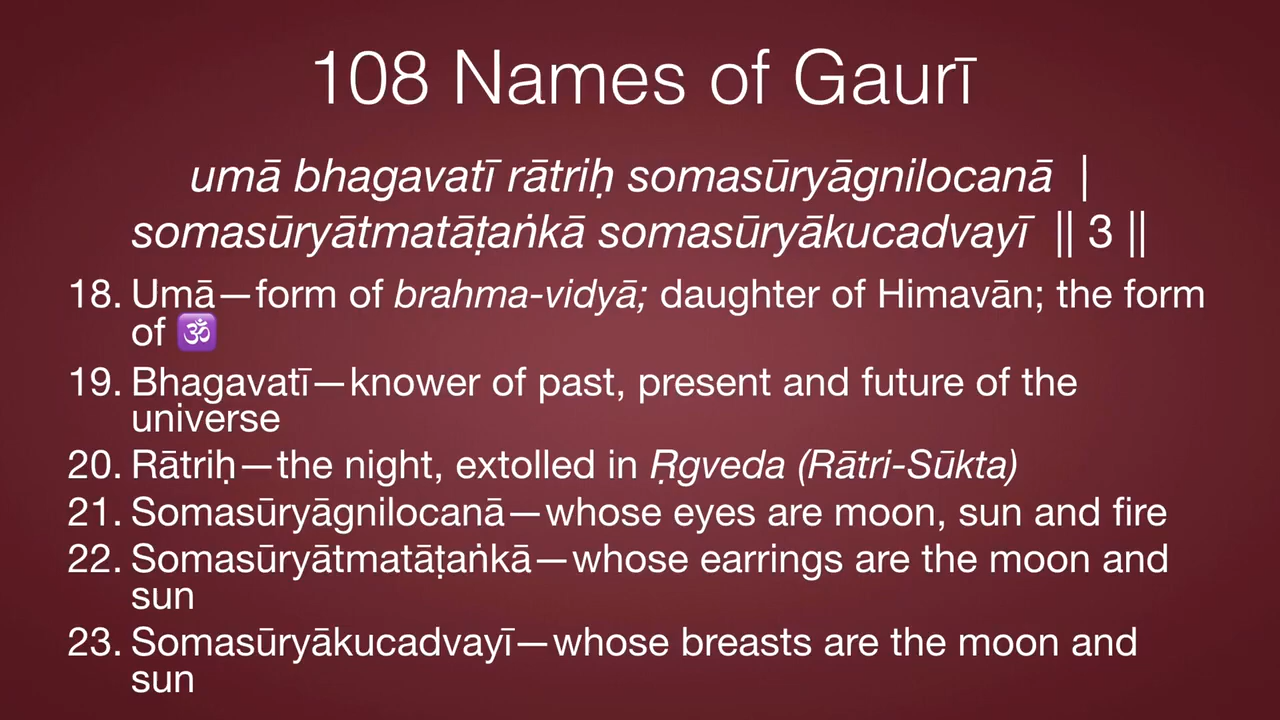 108 Names of Gaurī
umā bhagavatī rātriḥ somasūryāgnilocanā |
somasūryātmatāṭaṅkā somasūryākucadvayī || 3 ||
18. Umā—form of brahma-vidyā; daughter of Himavān; the form
of 🕉
19. Bhagavatī—knower of past, present and future of the
universe
20. Rātriḥ—the night, extolled in Ṛgveda (Rātri-Sūkta)
21. Somasūryāgnilocanā—whose eyes are moon, sun and fire
22. Somasūryātmatāṭaṅkā—whose earrings are the moon and
sun
23. Somasūryākucadvayī—whose breasts are the moon and
sun